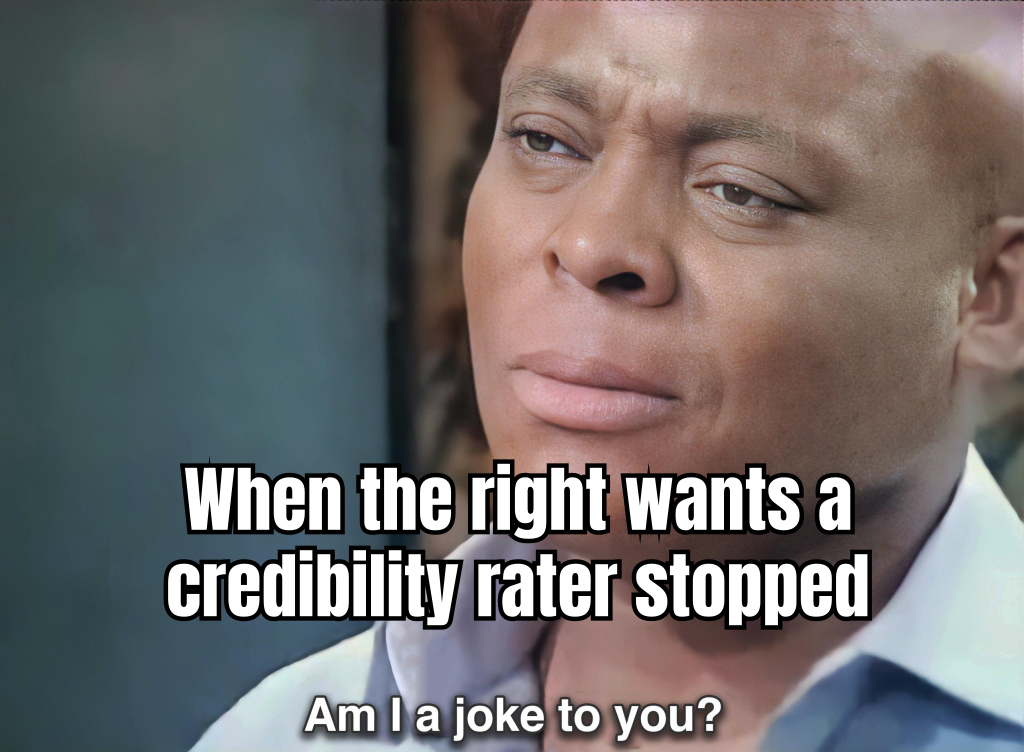 When the right wants a
credibility rater stopped
Am I a joke to you?